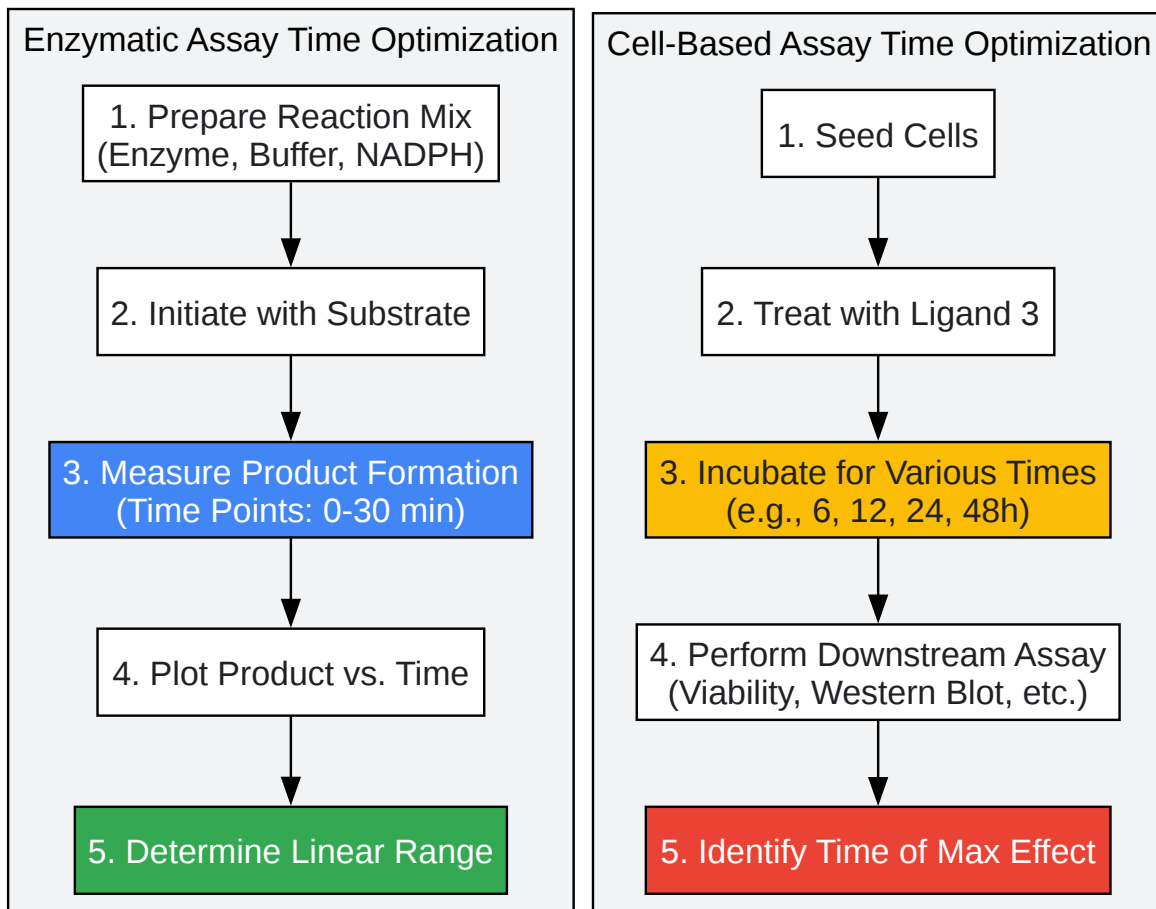 Enzymatic Assay Time Optimization
1. Prepare Reaction Mix
(Enzyme, Buffer, NADPH)
2. Initiate with Substrate
3. Measure Product Formation
(Time Points: 0-30 min)
4. Plot Product vs. Time
5. Determine Linear Range
Cell-Based Assay Time Optimization
1. Seed Cells
2. Treat with Ligand 3
3. Incubate for Various Times
(e.g., 6, 12, 24, 48h)
4. Perform Downstream Assay
(Viability, Western Blot, etc.)
5. Identify Time of Max Effect